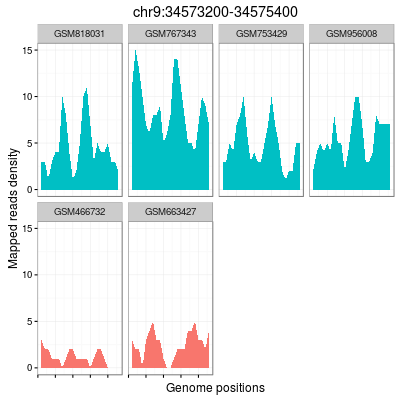 chr9:34573200-34575400
GSM818031 GSM767343 GSM753429 GSM956008
15
10
5
0
GSM466732 GSM663427
15
10
5
0
Mapped reads density
Genome positions